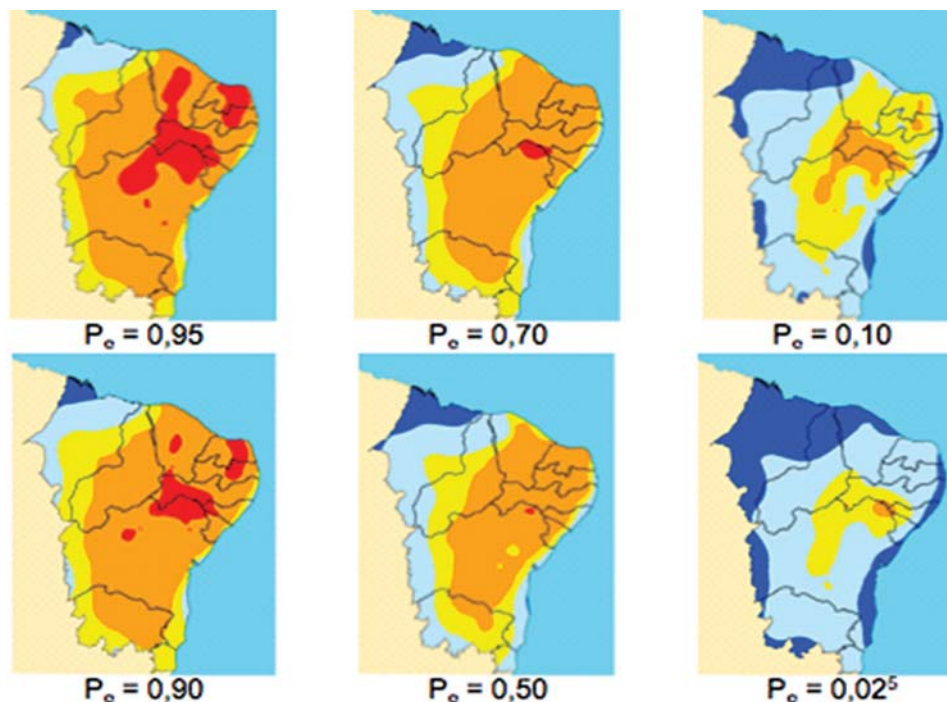 Pₑ = 0,95
Pₑ = 0,70
Pₑ = 0,10
Pₑ = 0,90
Pₑ = 0,50
Pₑ = 0,02⁵